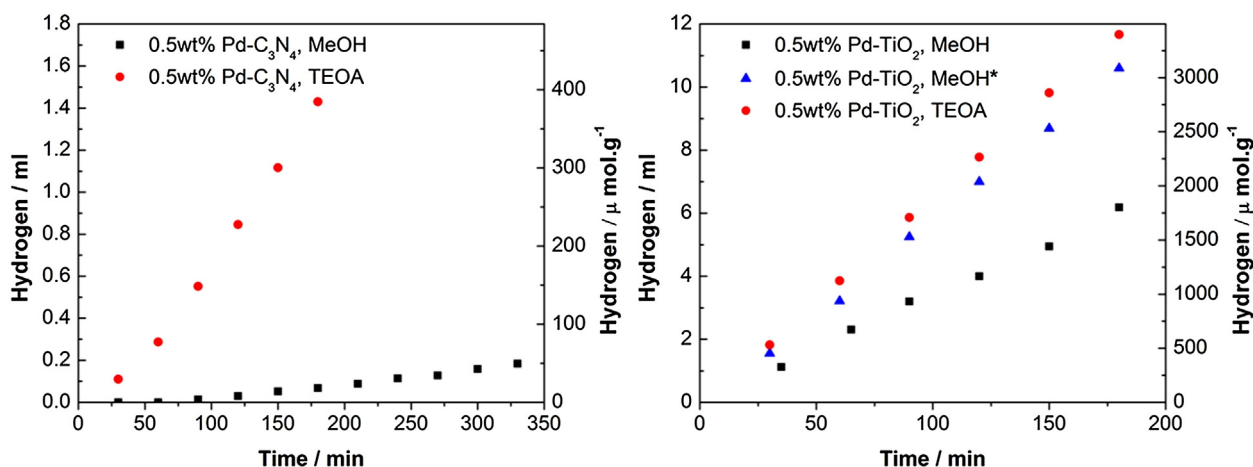 0.5wt% Pd-C₃N₄, MeOH
0.5wt% Pd-C₃N₄, TEOA
Hydrogen / ml
1.8
1.6
1.4
1.2
1.0
0.8
0.6
0.4
0.2
0.0
0 50 100 150 200 250 300 350
Time / min
400
300
200
100
0
Hydrogen / μ mol.g⁻¹
0.5wt% Pd-TiO₂, MeOH
0.5wt% Pd-TiO₂, MeOH*
0.5wt% Pd-TiO₂, TEOA
Hydrogen / ml
12
10
8
6
4
2
0
0 50 100 150 200
Time / min
3000
2500
2000
1500
1000
500
0
Hydrogen / μ mol.g⁻¹